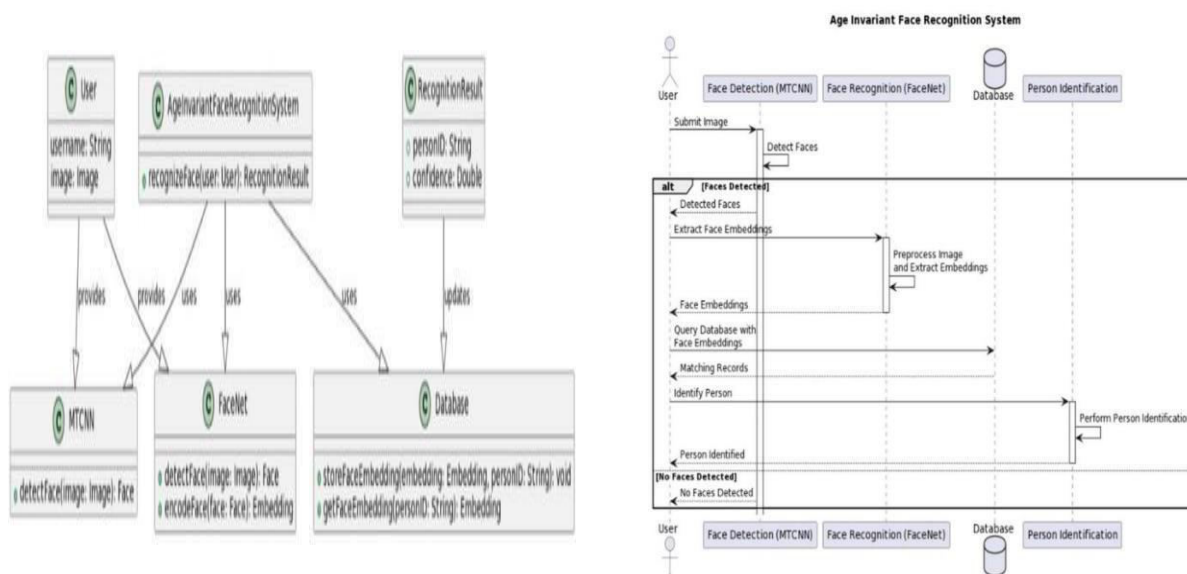 C User
username: String
image: Image
C AgeInvariantFaceRecognitionSystem
recognizeFace(user: User): RecognitionResult
C RecognitionResult
personID: String
confidence: Double
provides
provides
uses
uses
uses
updates
C MTCNN
detectFace(image: Image): Face
C FaceNet
detectFace(image: Image): Face
encodeFace(face: Face): Embedding
C Database
storeFaceEmbedding(embedding: Embedding, personID: String): void
getFaceEmbedding(personID: String): Embedding
Age Invariant Face Recognition System
User
Face Detection (MTCNN)
Face Recognition (FaceNet)
Database
Person Identification
Submit Image
Detect Faces
alt [Faces Detected]
Detected Faces
Extract Face Embeddings
Preprocess Image
and Extract Embeddings
Face Embeddings
Query Database with
Face Embeddings
Matching Records
Identify Person
Perform Person Identificatio
Person Identified
[No Faces Detected]
No Faces Detected
User
Face Detection (MTCNN)
Face Recognition (FaceNet)
Database
Person Identification